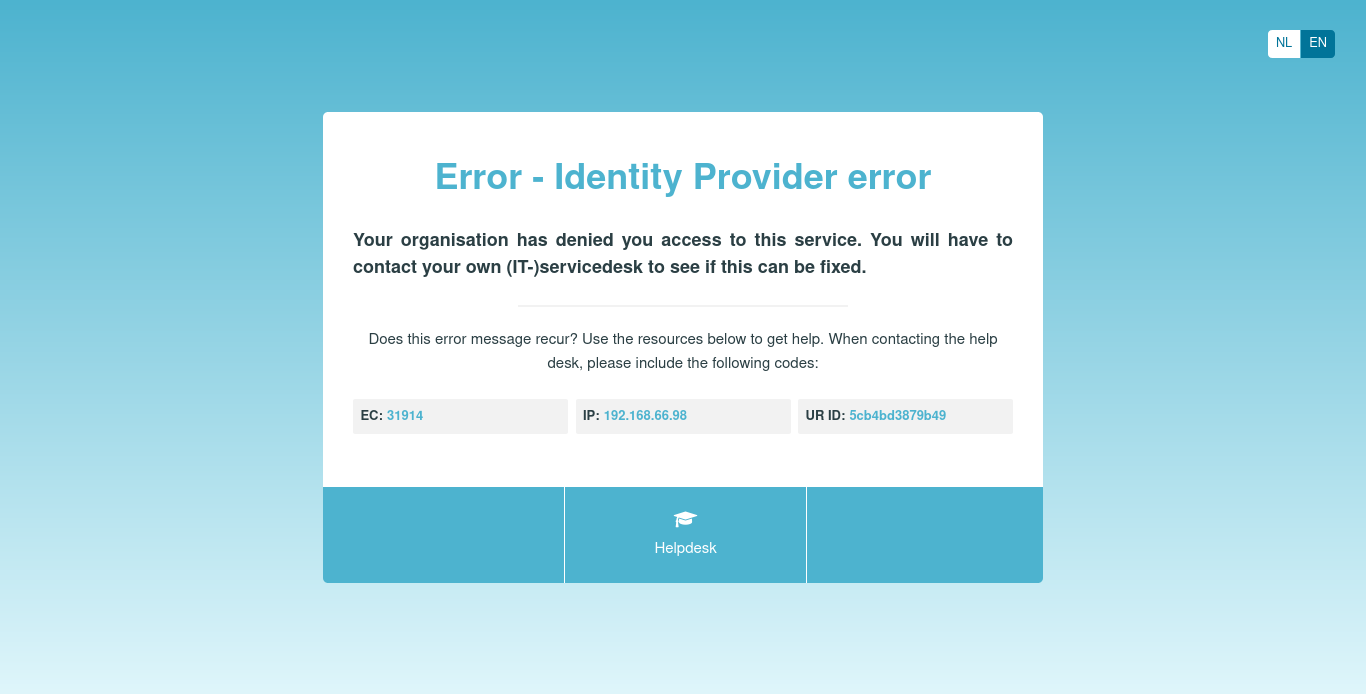 NL EN
Error - Identity Provider error
Your organisation has denied you access to this service. You will have to
contact your own (IT-)servicedesk to see if this can be fixed.
Does this error message recur? Use the resources below to get help. When contacting the help
desk, please include the following codes:
EC: 31914 IP: 192.168.66.98 UR ID: 5cb4bd3879b49
Helpdesk